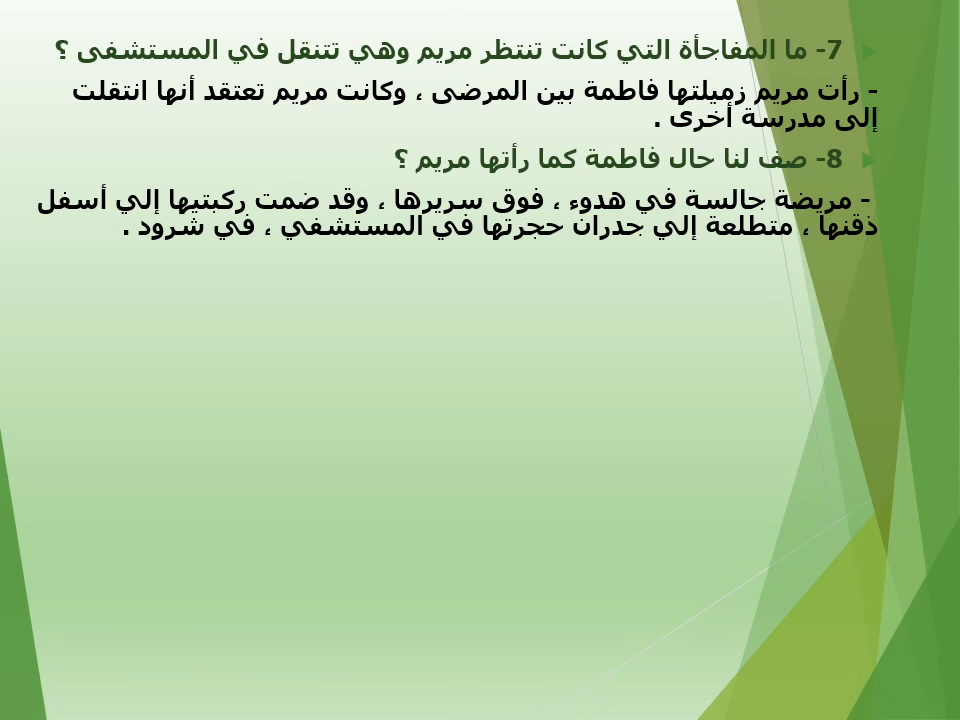 7- ما المفاجأة التي كانت تنتظر مريم وهي تتنقل في المستشفى ؟
- رأت مريم زميلتها فاطمة بين المرضى ، وكانت مريم تعتقد أنها انتقلت
إلى مدرسة أخرى .
8- صف لنا حال فاطمة كما رأتها مريم ؟
- مريضة جالسة في هدوء ، فوق سريرها ، وقد ضمت ركبتيها إلي أسفل
ذقنها ، متطلعة إلي جدران حجرتها في المستشفي ، في شرود .